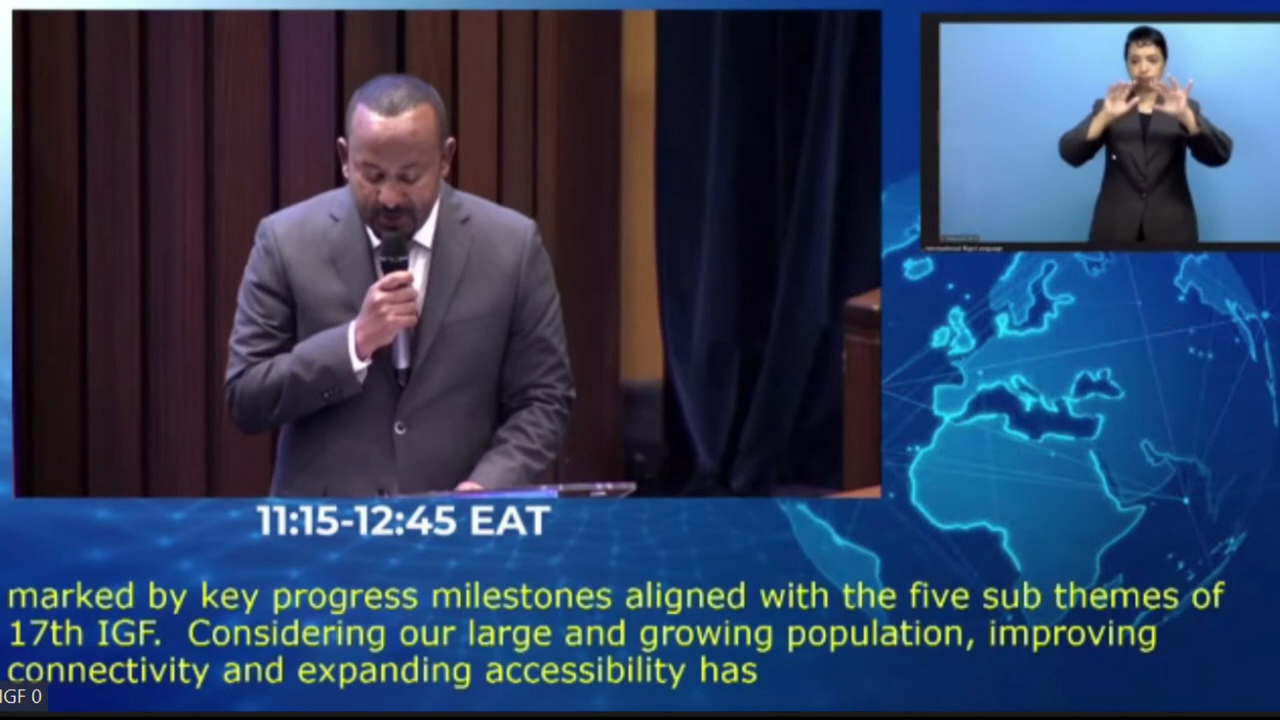 11:15-12:45 EAT
marked by key progress milestones aligned with the five sub themes of
17th IGF.  Considering our large and growing population, improving
connectivity and expanding accessibility has
IGF 0